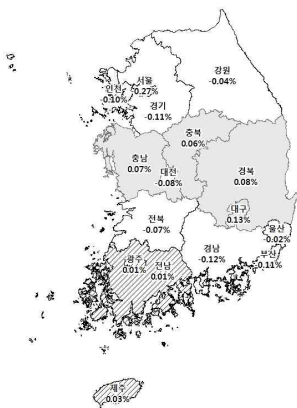 강원
-0.04%
서울
-0.27%
인천
-0.10%
경기
-0.11%
충북
0.06%
충남
0.07%
대전
-0.08%
경북
0.08%
대구
0.13%
울산
-0.02%
전북
-0.07%
경남
-0.12%
부산
-0.11%
광주
0.01%
전남
0.01%
제주
0.03%